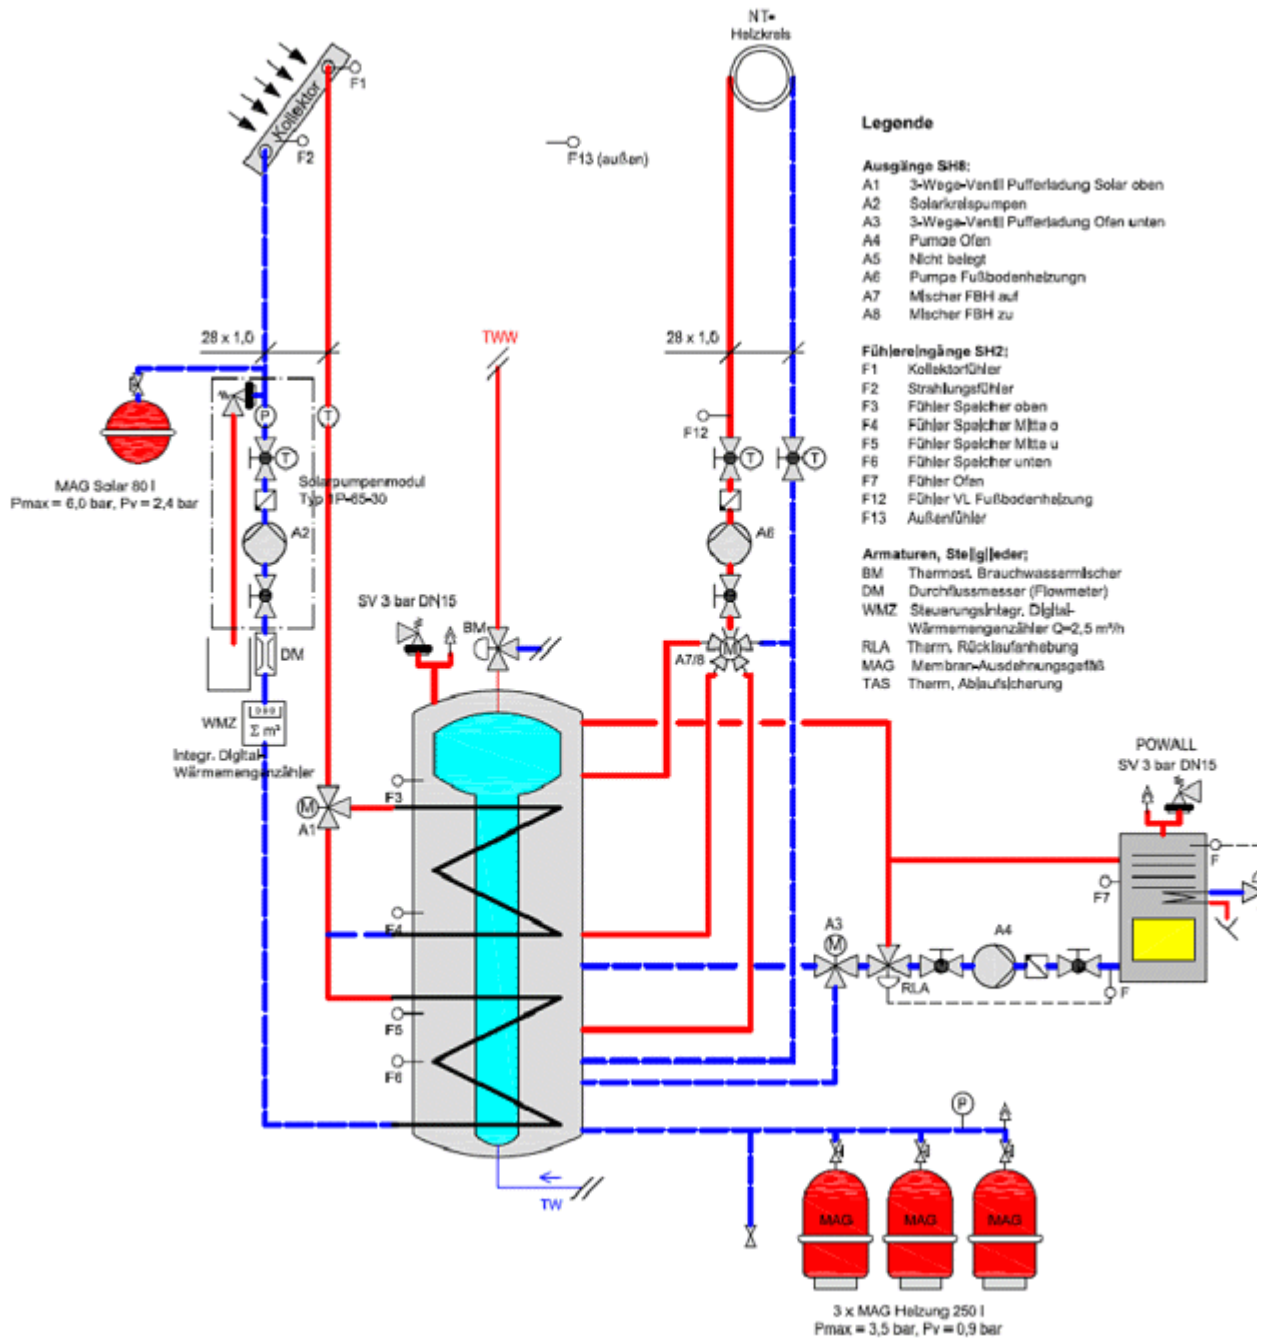 NT-
Heizkreis
F1
Kollektor
F2
F13 (außen)
Legende
Ausgänge SH8:
A1 3-Wege-Ventil Pufferladung Solar oben
A2 Solarkreispumpen
A3 3-Wege-Ventil Pufferladung Ofen unten
A4 Pumpe Ofen
A5 Nicht belegt
A6 Pumpe Fußbodenheizungn
A7 Mischer FBH auf
A8 Mischer FBH zu
28 x 1,0
TWW
28 x 1,0
Fühlereingänge SH2:
F1 Kollektorfühler
F2 Strahlungsfühler
F3 Fühler Speicher oben
F4 Fühler Speicher Mitte o
F5 Fühler Speicher Mitte u
F6 Fühler Speicher unten
F7 Fühler Ofen
F12 Fühler VL Fußbodenheizung
F13 Außenfühler
P
T
F12
T
T
T
MAG Solar 80 l
Pmax = 6,0 bar, Pv = 2,4 bar
Solarpumpenmodul
Typ 1P-65-30
A2
A6
Armaturen, Stellglieder:
BM Thermost. Brauchwassermischer
DM Durchflussmesser (Flowmeter)
WMZ Steuerungsintegr. Digital-
Wärmemengenzähler Q=2,5 m³/h
RLA Therm. Rücklaufanhebung
MAG Membran-Ausdehnungsgefäß
TAS Therm. Ablaufsicherung
SV 3 bar DN15
BM
DM
A7/8
M
WMZ
Σ m³
Integr. Digital-
Wärmemengenzähler
POWALL
SV 3 bar DN15
F3
M
A1
F
F7
F4
A3
M
A4
RLA
F
F5
F6
P
TW
MAG
MAG
MAG
3 x MAG Heizung 250 l
Pmax = 3,5 bar, Pv = 0,9 bar